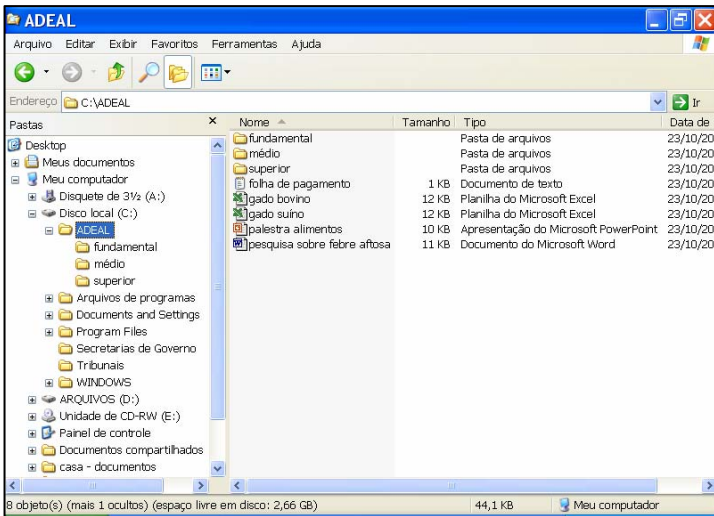 ADEAL
Arquivo Editar Exibir Favoritos Ferramentas Ajuda
Endereço C:\ADEAL Ir
Pastas
Desktop
Meus documentos
Meu computador
Disquete de 3½ (A:)
Disco local (C:)
ADEAL
fundamental
médio
superior
Arquivos de programas
Documents and Settings
Program Files
Secretarias de Governo
Tribunais
WINDOWS
ARQUIVOS (D:)
Unidade de CD-RW (E:)
Painel de controle
Documentos compartilhados
casa - documentos
Nome Tamanho Tipo Data de
fundamental Pasta de arquivos 23/10/20
médio Pasta de arquivos 23/10/20
superior Pasta de arquivos 23/10/20
folha de pagamento 1 KB Documento de texto 23/10/20
gado bovino 12 KB Planilha do Microsoft Excel 23/10/20
gado suíno 12 KB Planilha do Microsoft Excel 23/10/20
palestra alimentos 10 KB Apresentação do Microsoft PowerPoint 23/10/20
pesquisa sobre febre aftosa 11 KB Documento do Microsoft Word 23/10/20
8 objeto(s) (mais 1 ocultos) (espaço livre em disco: 2,66 GB) 44,1 KB Meu computador